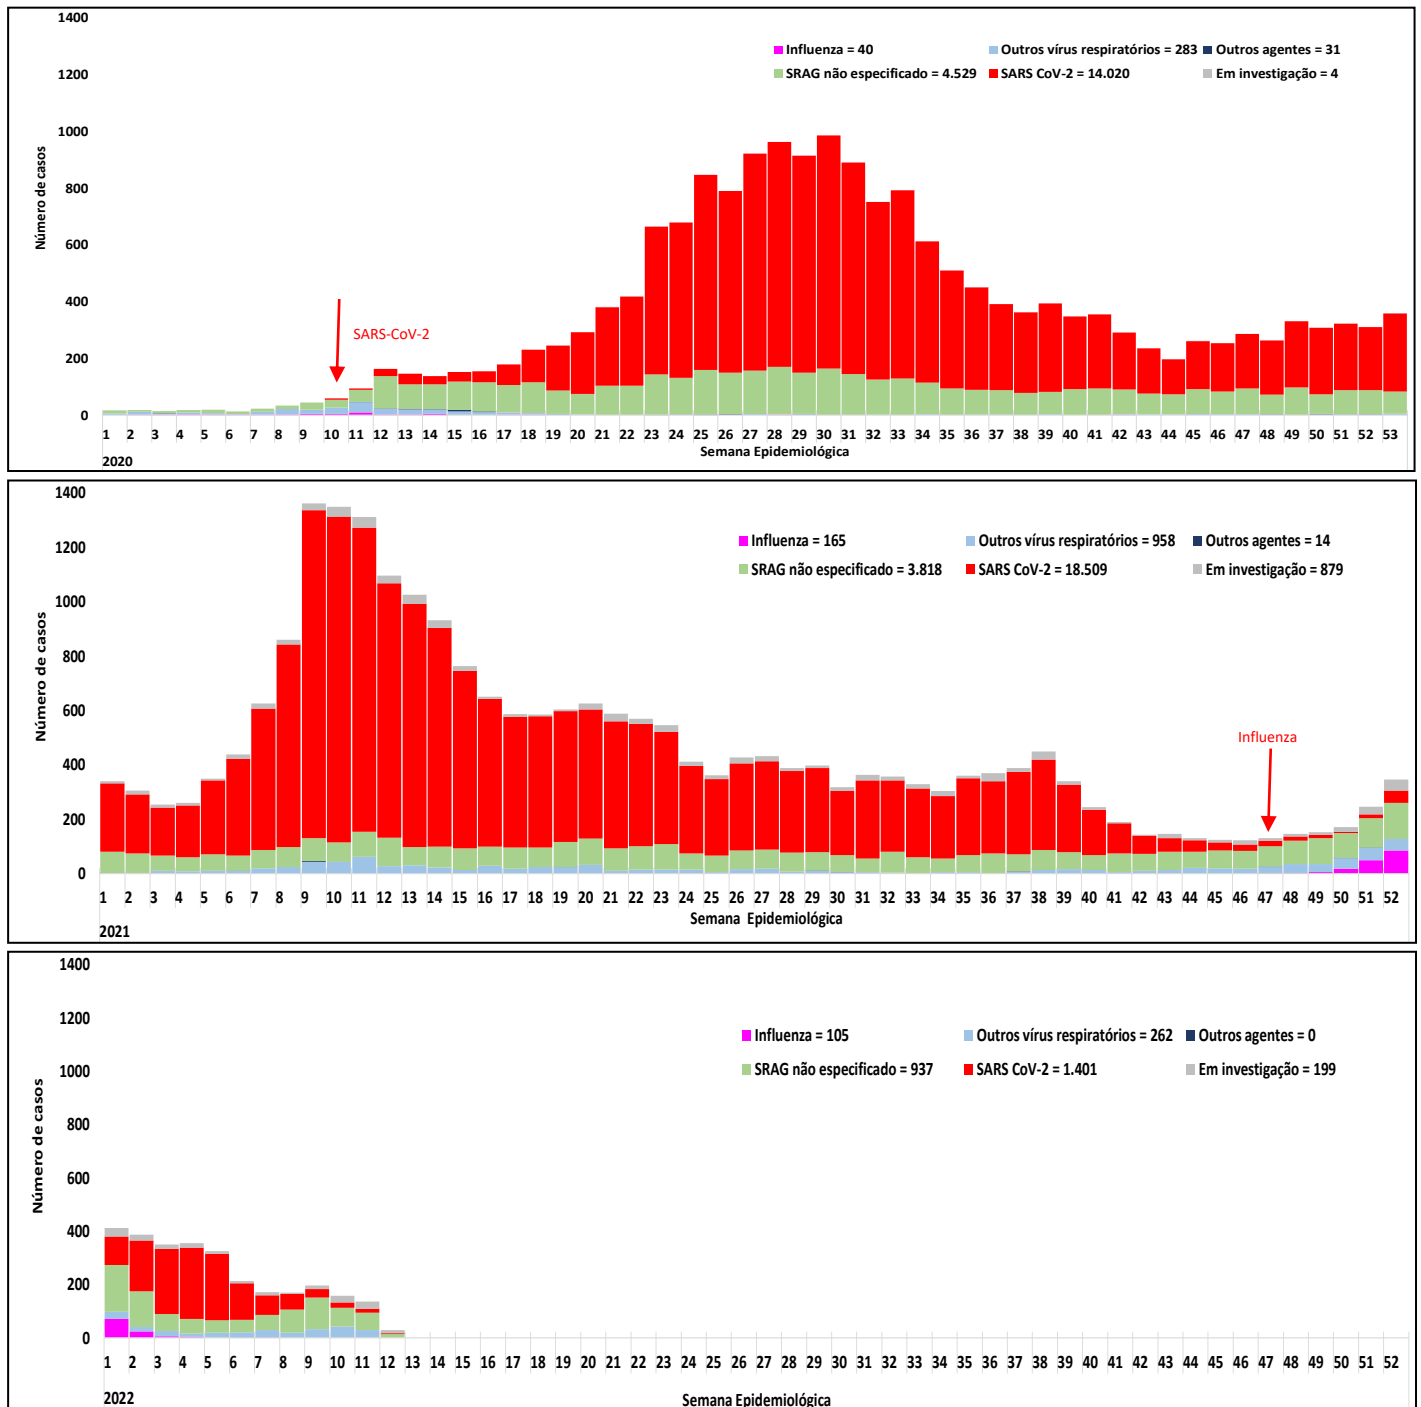 1400
1200
1000
800
600
400
200
0
Número de casos
Influenza = 40 Outros vírus respiratórios = 283 Outros agentes = 31
SRAG não especificado = 4.529 SARS CoV-2 = 14.020 Em investigação = 4
SARS-CoV-2
1 2 3 4 5 6 7 8 9 10 11 12 13 14 15 16 17 18 19 20 21 22 23 24 25 26 27 28 29 30 31 32 33 34 35 36 37 38 39 40 41 42 43 44 45 46 47 48 49 50 51 52 53
2020
Semana Epidemiológica
1400
1200
1000
800
600
400
200
0
Número de casos
Influenza = 165 Outros vírus respiratórios = 958 Outros agentes = 14
SRAG não especificado = 3.818 SARS CoV-2 = 18.509 Em investigação = 879
Influenza
1 2 3 4 5 6 7 8 9 10 11 12 13 14 15 16 17 18 19 20 21 22 23 24 25 26 27 28 29 30 31 32 33 34 35 36 37 38 39 40 41 42 43 44 45 46 47 48 49 50 51 52
2021
Semana Epidemiológica
1400
1200
1000
800
600
400
200
0
Número de casos
Influenza = 105 Outros vírus respiratórios = 262 Outros agentes = 0
SRAG não especificado = 937 SARS CoV-2 = 1.401 Em investigação = 199
1 2 3 4 5 6 7 8 9 10 11 12 13 14 15 16 17 18 19 20 21 22 23 24 25 26 27 28 29 30 31 32 33 34 35 36 37 38 39 40 41 42 43 44 45 46 47 48 49 50 51 52
2022
Semana Epidemiológica